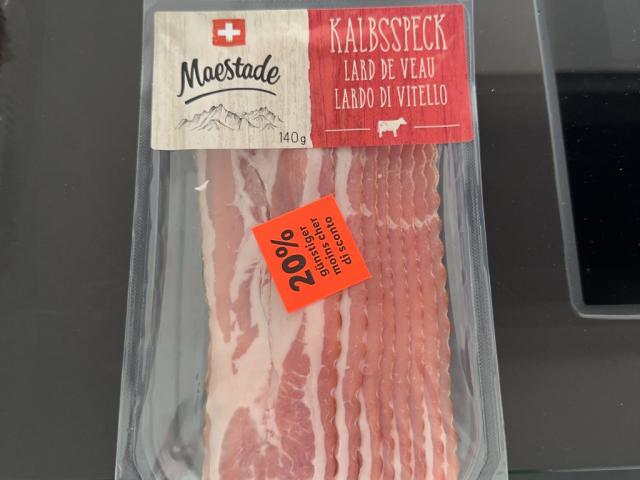 Maestade
140g
KALBSSPECK
LARD DE VEAU
LARDO DI VITELLO
20%
günstiger
moins cher
di sconto